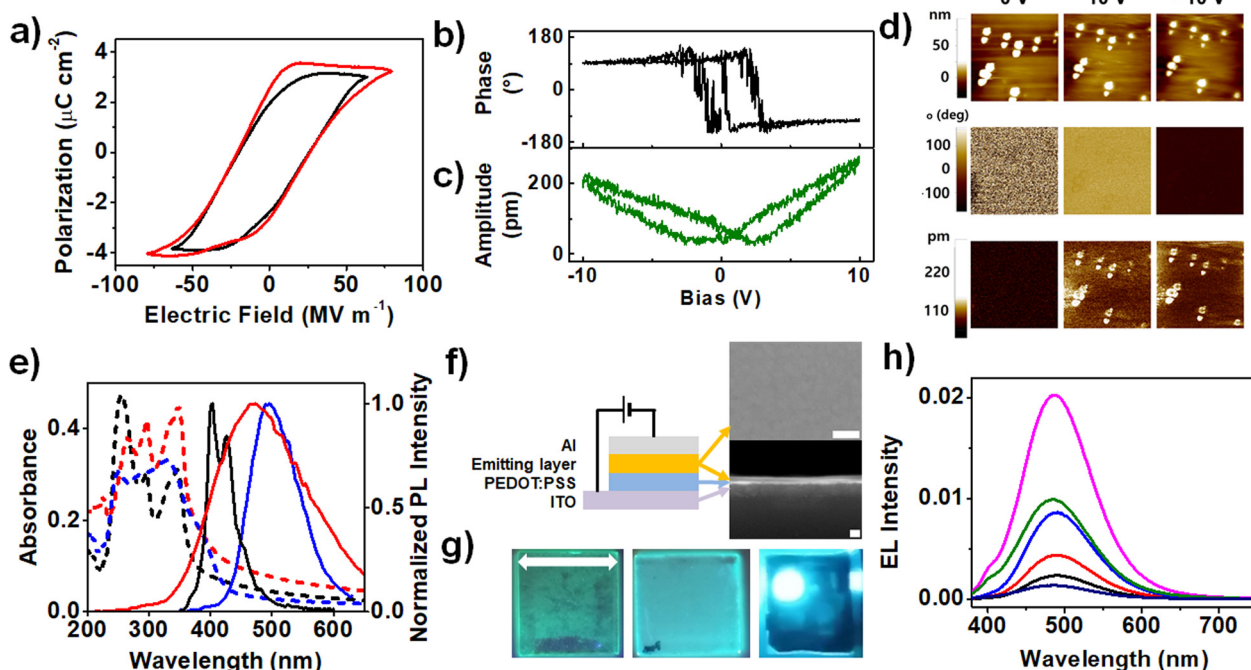 a)
Polarization (µC cm⁻²)
4
2
0
-2
-4
-100 -50 0 50 100
Electric Field (MV m⁻¹)
b)
Phase
(°)
180
0
-180
c)
Amplitude
(pm)
200
0
-10 0 10
Bias (V)
d)
nm
50
0
o (deg)
100
-100
pm
220
110
e)
Absorbance
0.4
0.2
0.0
200 300 400 500 600
Wavelength (nm)
1.0
0.5
0.0
Normalized PL Intensity
f)
Al
Emitting layer
PEDOT:PSS
ITO
g)
h)
EL Intensity
0.02
0.01
0.00
400 500 600 700
Wavelength (nm)